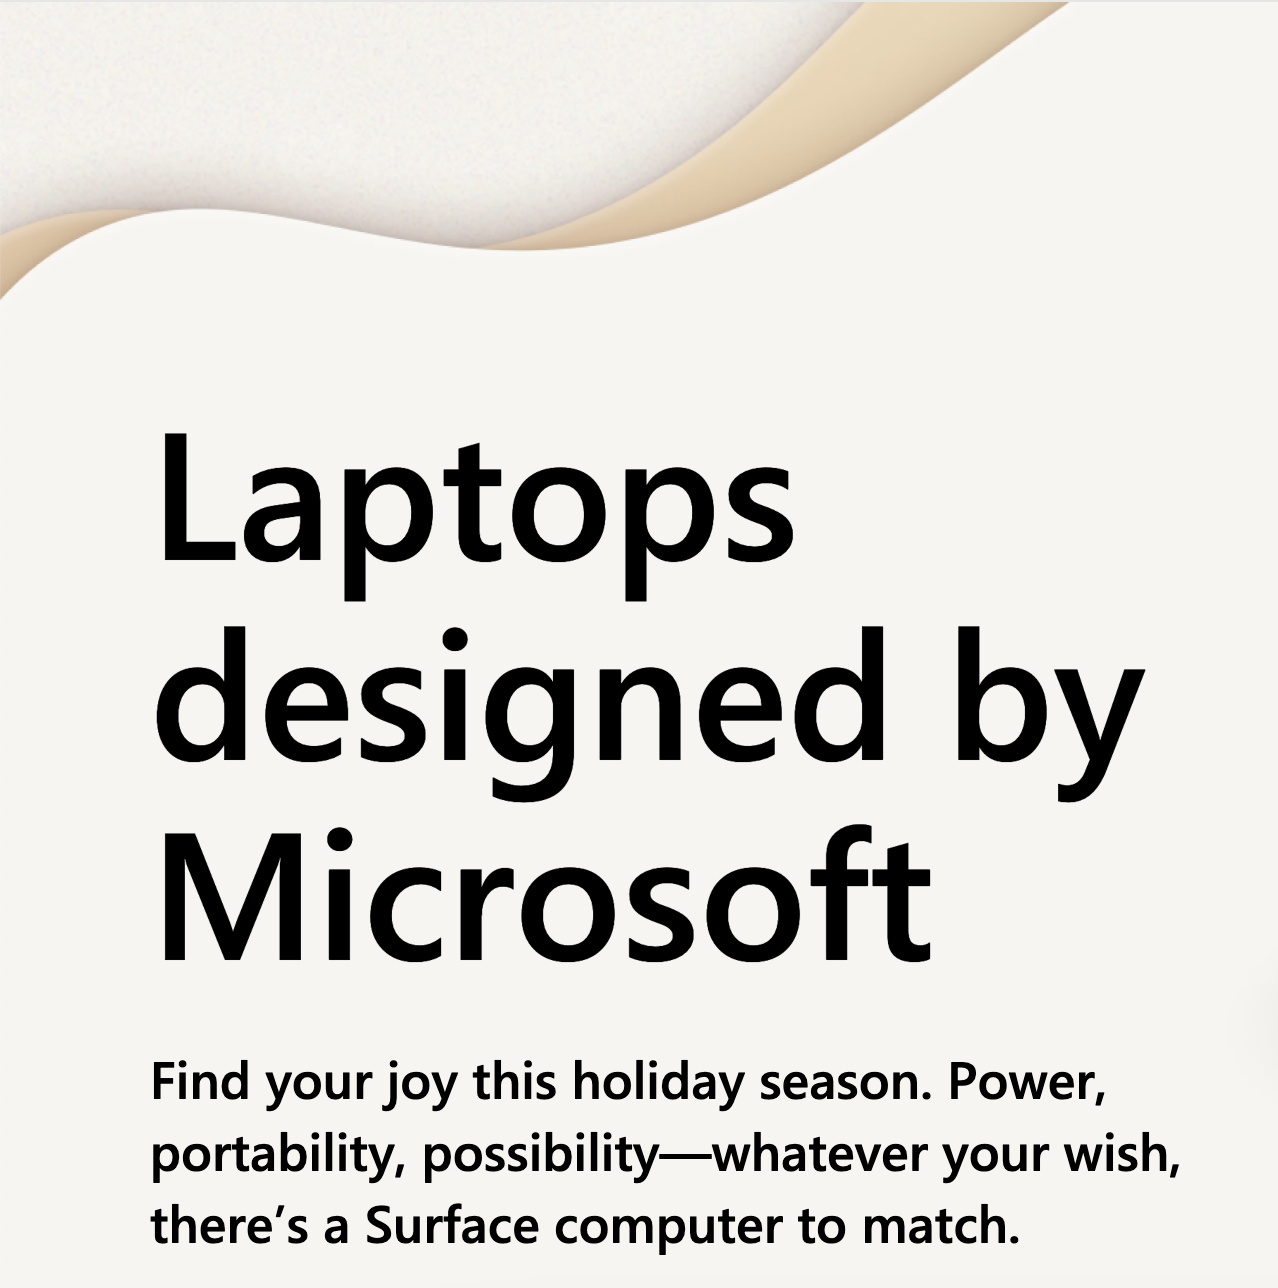 Laptops
designed by
Microsoft
Find your joy this holiday season. Power,
portability, possibility—whatever your wish,
there’s a Surface computer to match.